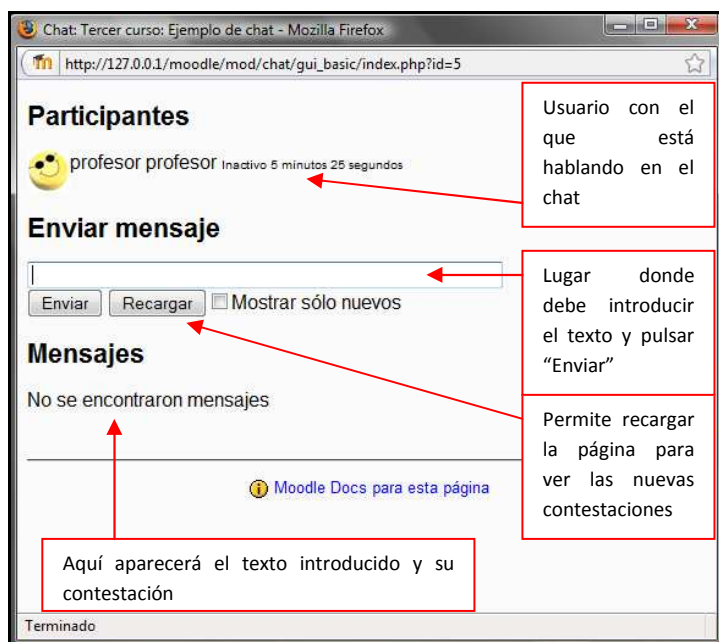 Chat: Tercer curso: Ejemplo de chat - Mozilla Firefox
http://127.0.0.1/moodle/mod/chat/gui_basic/index.php?id=5
Participantes
profesor profesor Inactivo 5 minutos 25 segundos
Usuario con el
que está
hablando en el
chat
Enviar mensaje
Enviar Recargar Mostrar sólo nuevos
Lugar donde
debe introducir
el texto y pulsar
“Enviar”
Mensajes
No se encontraron mensajes
Permite recargar
la página para
ver las nuevas
contestaciones
Moodle Docs para esta página
Aquí aparecerá el texto introducido y su
contestación
Terminado